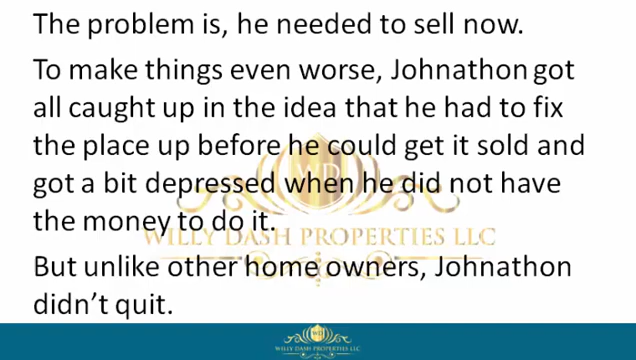 The problem is, he needed to sell now.
To make things even worse, Johnathon got
all caught up in the idea that he had to fix
the place up before he could get it sold and
got a bit depressed when he did not have
the money to do it.
WILLY DASH PROPERTIES LLC
But unlike other home owners, Johnathon
didn’t quit.
WILLY DASH PROPERTIES LLC